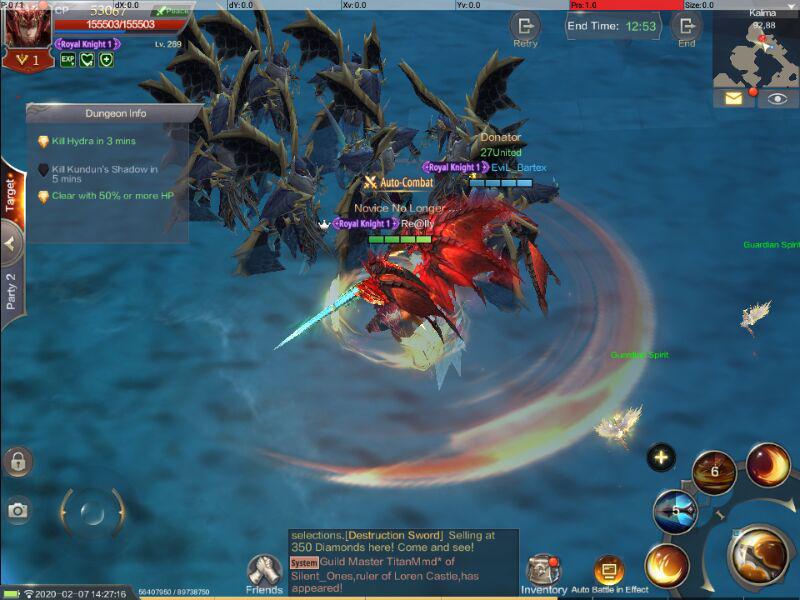 P: 0 / 1
dX: 0.0
dY: 0.0
Xv: 0.0
Yv: 0.0
Prs: 1.0
Size: 0.0
CP 53067
Peace
155503/155503
Royal Knight 1
Lv. 289
1
EXP
Retry
End Time: 12:53
End
Kalima
Dungeon Info
Kill Hydra in 3 mins
Kill Kundun's Shadow in
5 mins
Clear with 50% or more HP
Target
Party 2
Donator
27United
Royal Knight 1 EviL_Bartex
Auto-Combat
Novice No Longer
Royal Knight 1 Re@lly
Guardian Spirit
Guardian Spirit
6
5
selections.[Destruction Sword] Selling at
350 Diamonds here! Come and see!
System Guild Master TitanMmd* of
Silent_Ones,ruler of Loren Castle,has
appeared!
Friends
Inventory
Auto Battle in Effect
2020-02-07 14:27:16
56407950 / 89738750